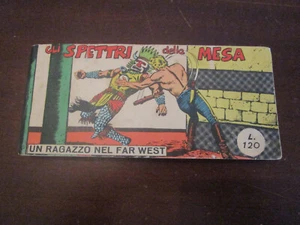 gli SPETTRI della MESA
UN RAGAZZO NEL FAR WEST
L.
120